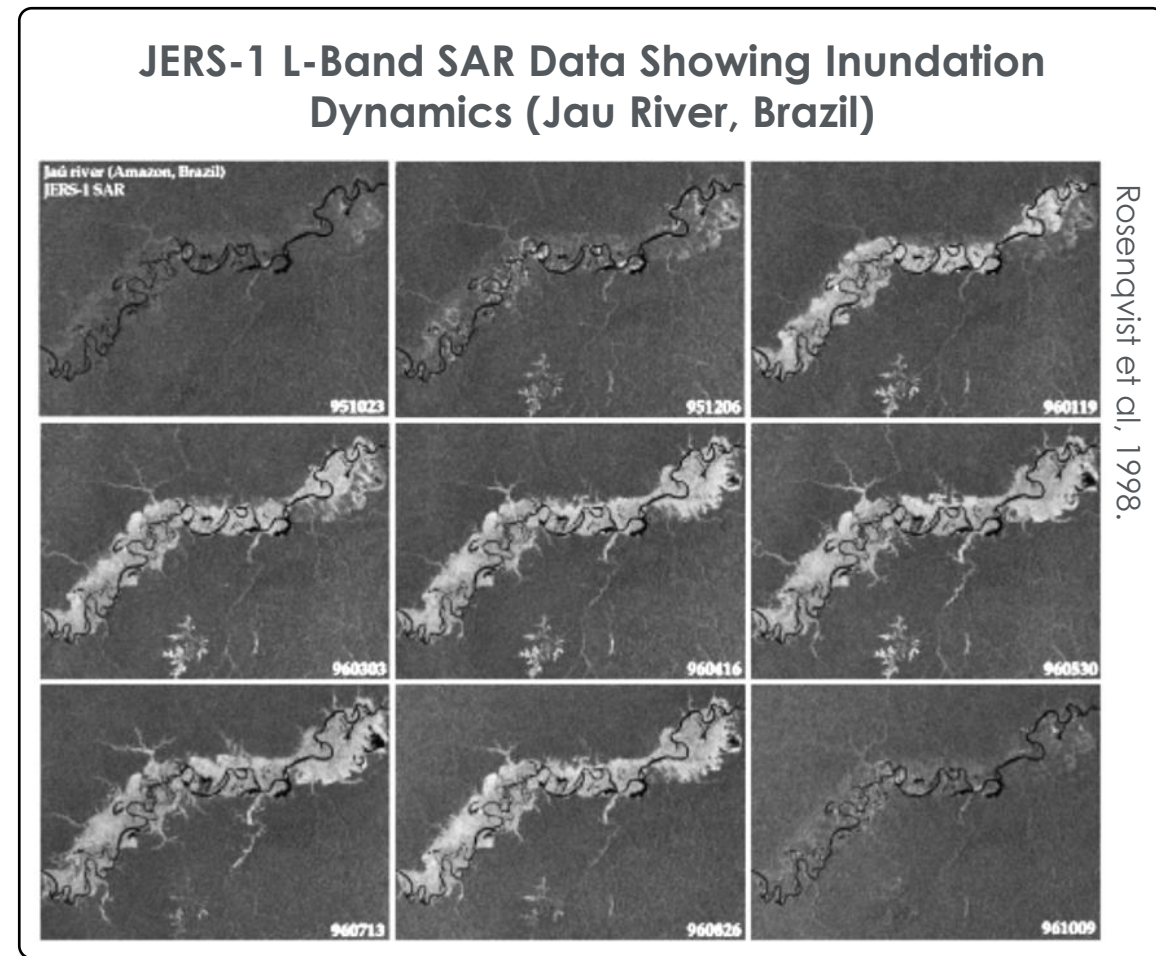 JERS-1 L-Band SAR Data Showing Inundation
Dynamics (Jau River, Brazil)
Jaú river (Amazon, Brazil)
JERS-1 SAR
951023
951206
960119
960303
960416
960530
960713
960826
961009
Rosenqvist et al, 1998.